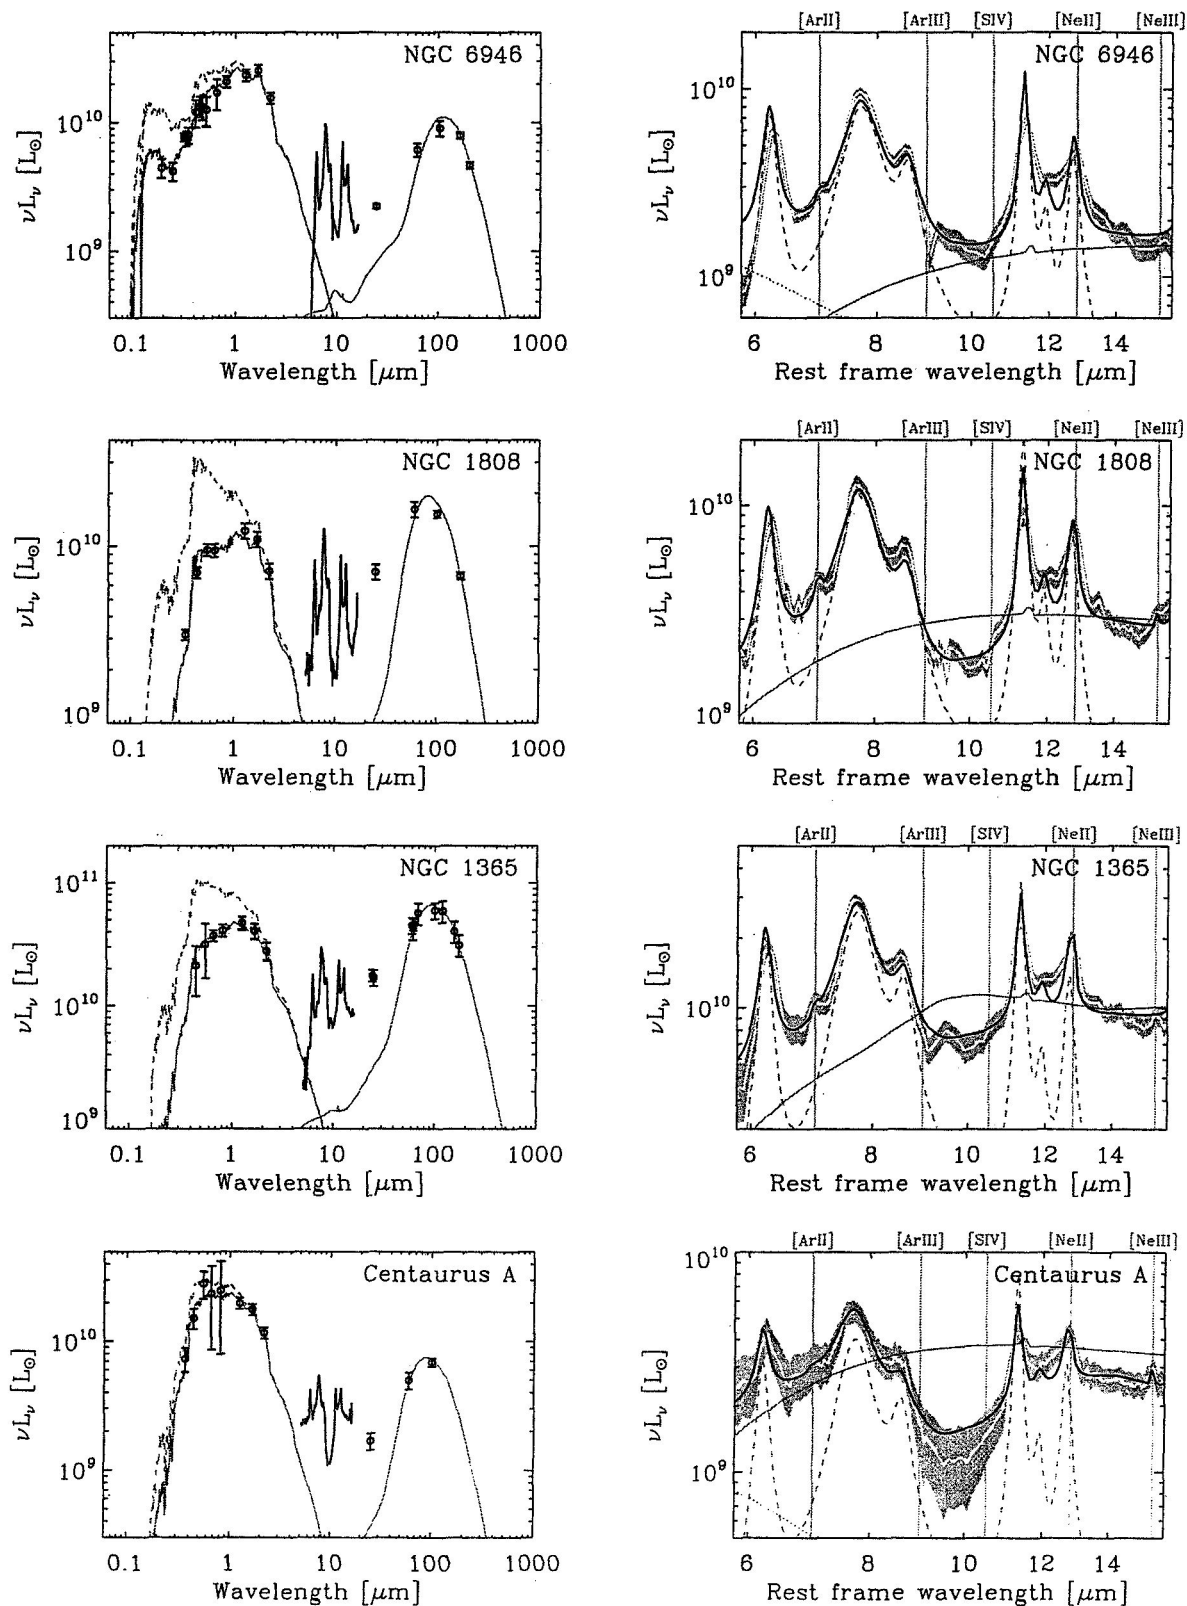 [ArII] [ArIII] [SIV] [NeII] [NeIII]
NGC 6946
NGC 6946
10^10
10^9
νL_ν [L_⊙]
0.1 1 10 100 1000
Wavelength [μm]
10^10
10^9
νL_ν [L_⊙]
6 8 10 12 14
Rest frame wavelength [μm]
[ArII] [ArIII] [SIV] [NeII] [NeIII]
NGC 1808
NGC 1808
10^10
10^9
νL_ν [L_⊙]
0.1 1 10 100 1000
Wavelength [μm]
10^10
10^9
νL_ν [L_⊙]
6 8 10 12 14
Rest frame wavelength [μm]
[ArII] [ArIII] [SIV] [NeII] [NeIII]
NGC 1365
NGC 1365
10^11
10^10
10^9
νL_ν [L_⊙]
0.1 1 10 100 1000
Wavelength [μm]
10^10
νL_ν [L_⊙]
6 8 10 12 14
Rest frame wavelength [μm]
[ArII] [ArIII] [SIV] [NeII] [NeIII]
Centaurus A
Centaurus A
10^10
10^9
νL_ν [L_⊙]
0.1 1 10 100 1000
Wavelength [μm]
10^10
10^9
νL_ν [L_⊙]
6 8 10 12 14
Rest frame wavelength [μm]